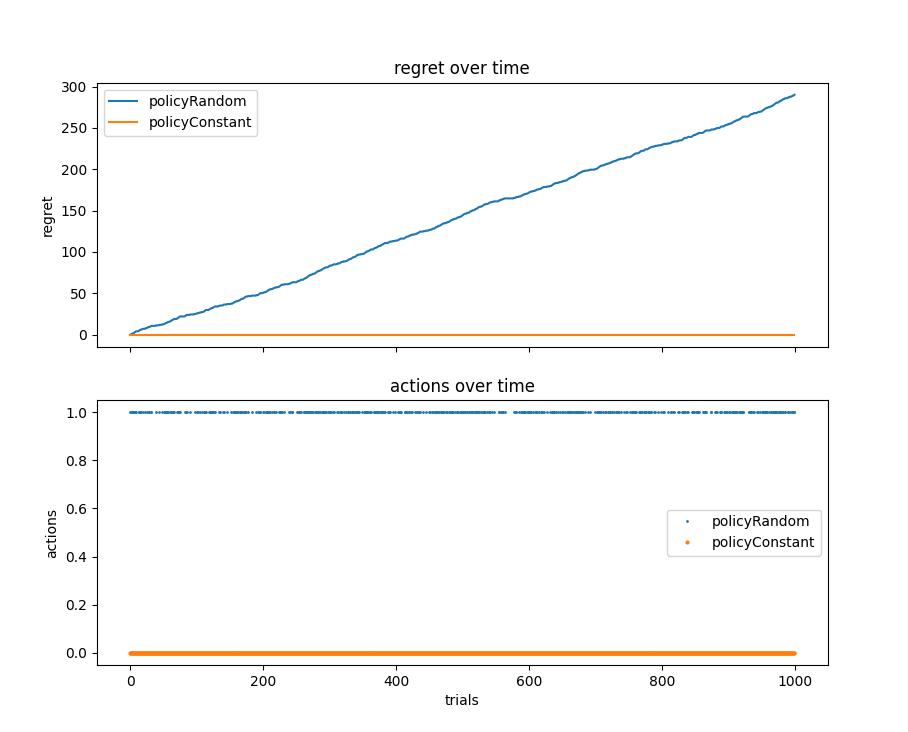 regret over time
300
250
200
150
100
50
0
regret
policyRandom
policyConstant
actions over time
1.0
0.8
0.6
0.4
0.2
0.0
actions
policyRandom
policyConstant
0 200 400 600 800 1000
trials